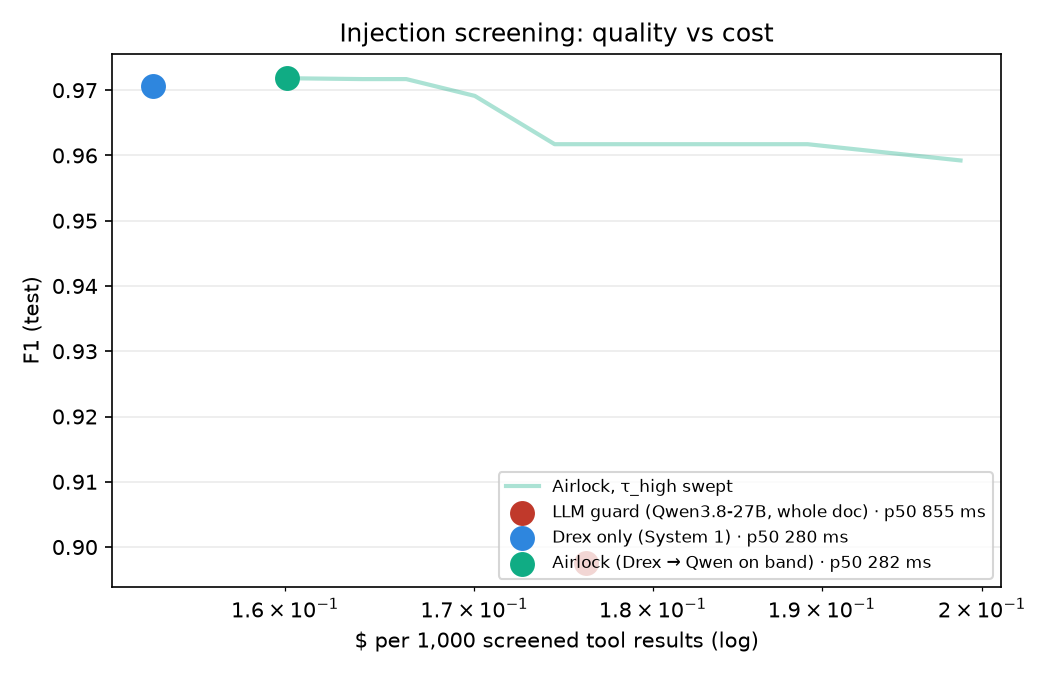 Injection screening: quality vs cost
0.97
0.96
0.95
0.94
0.93
0.92
0.91
0.90
F1 (test)
Airlock, τ_high swept
LLM guard (Qwen3.8-27B, whole doc) · p50 855 ms
Drex only (System 1) · p50 280 ms
Airlock (Drex → Qwen on band) · p50 282 ms
1.6 × 10⁻¹ 1.7 × 10⁻¹ 1.8 × 10⁻¹ 1.9 × 10⁻¹ 2 × 10⁻¹
$ per 1,000 screened tool results (log)